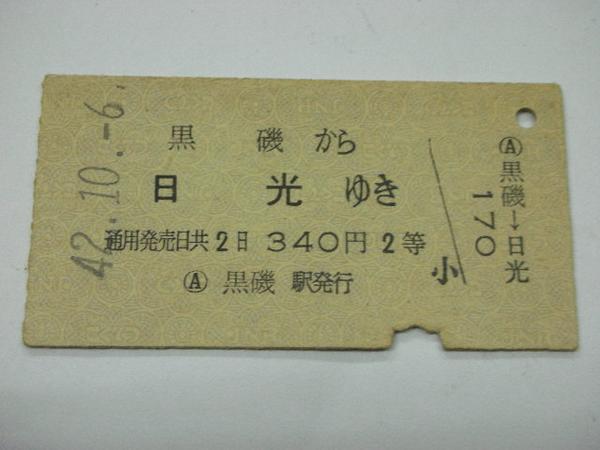 42.10.-6.
黒磯から
日光ゆき
通用発売日共2日 340円 2等
Ⓐ 黒磯 駅発行
小
Ⓐ黒磯→日光
170